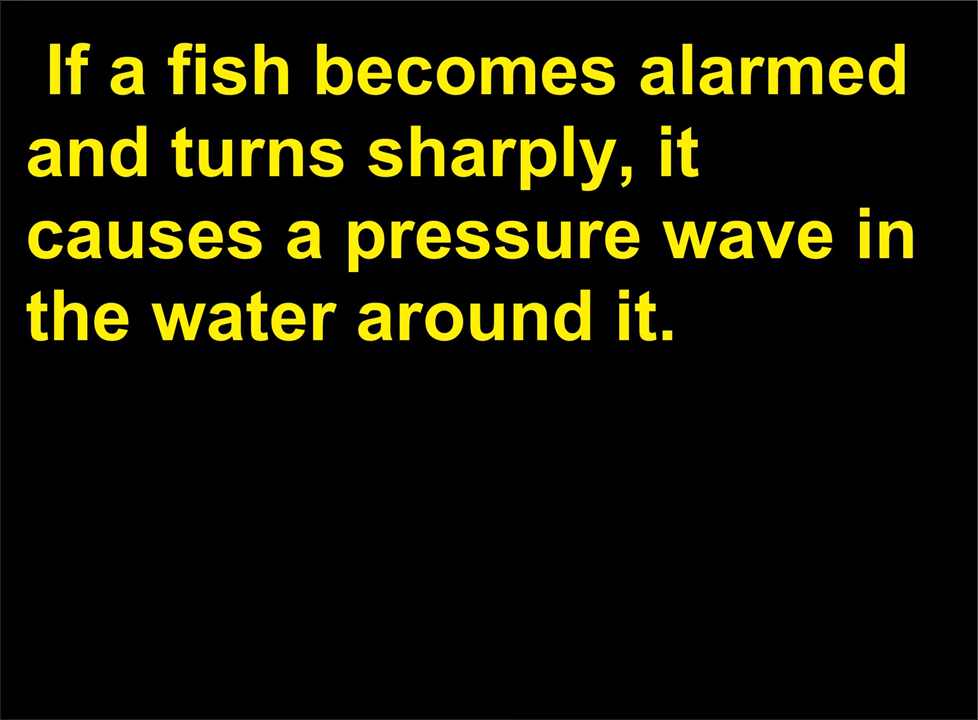 If a fish becomes alarmed
and turns sharply, it
causes a pressure wave in
the water around it.